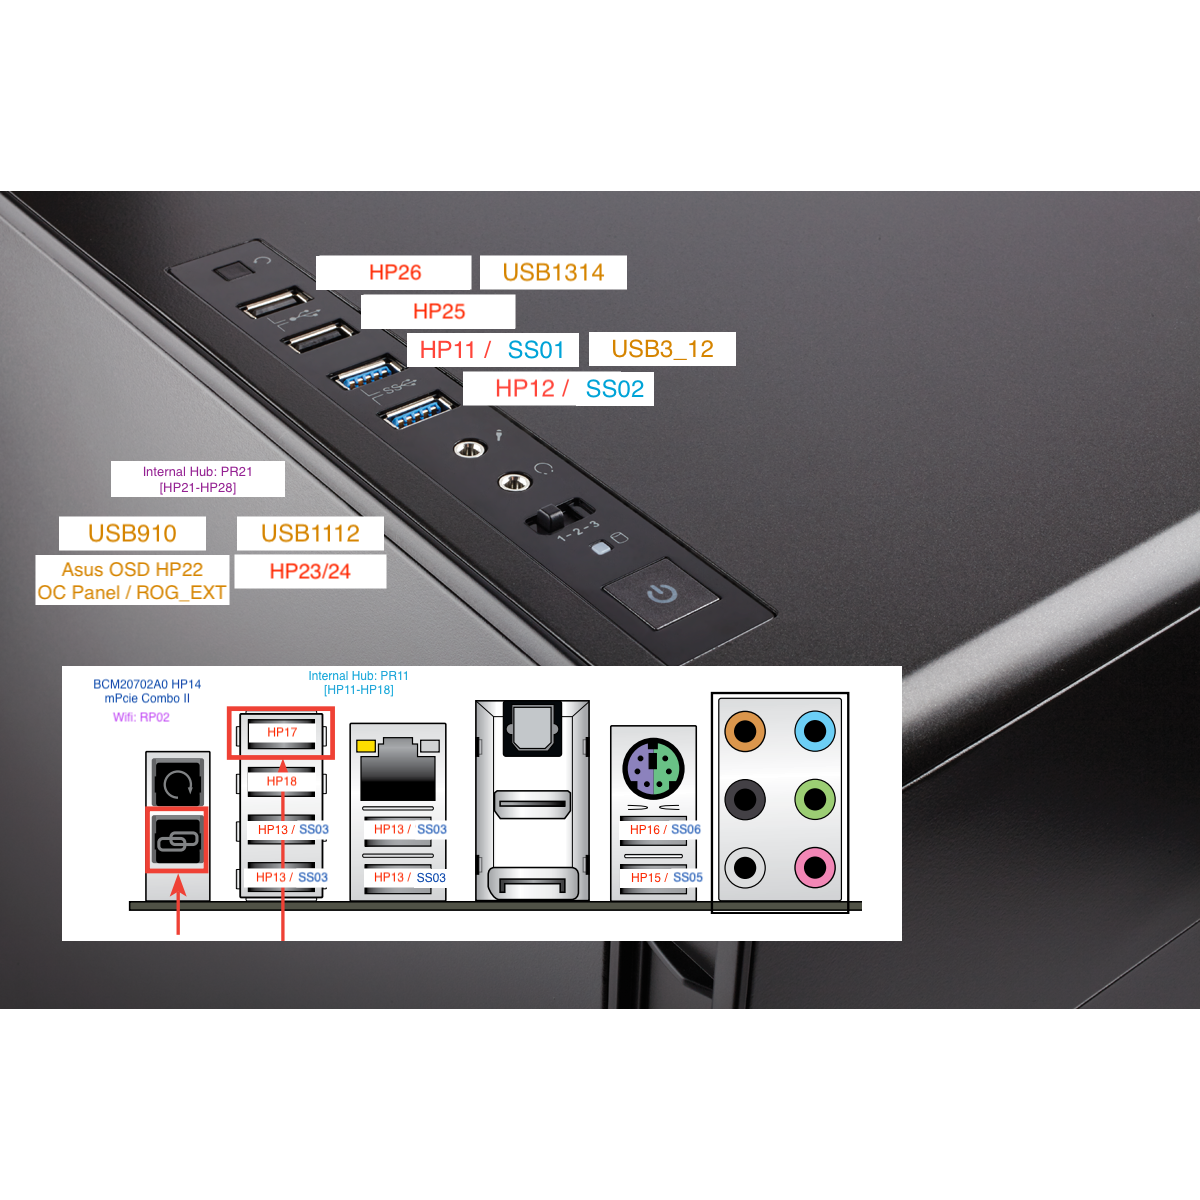 HP26 USB1314
HP25
HP11 / SS01 USB3_12
HP12 / SS02
SS
1-2-3
Internal Hub: PR21
[HP21-HP28]
USB910 USB1112
Asus OSD HP22
OC Panel / ROG_EXT
HP23/24
BCM20702A0 HP14
mPcie Combo II
Wifi: RP02
Internal Hub: PR11
[HP11-HP18]
HP17
HP18
HP13 / SS03 HP13 / SS03 HP16 / SS06
HP13 / SS03 HP13 / SS03 HP15 / SS05